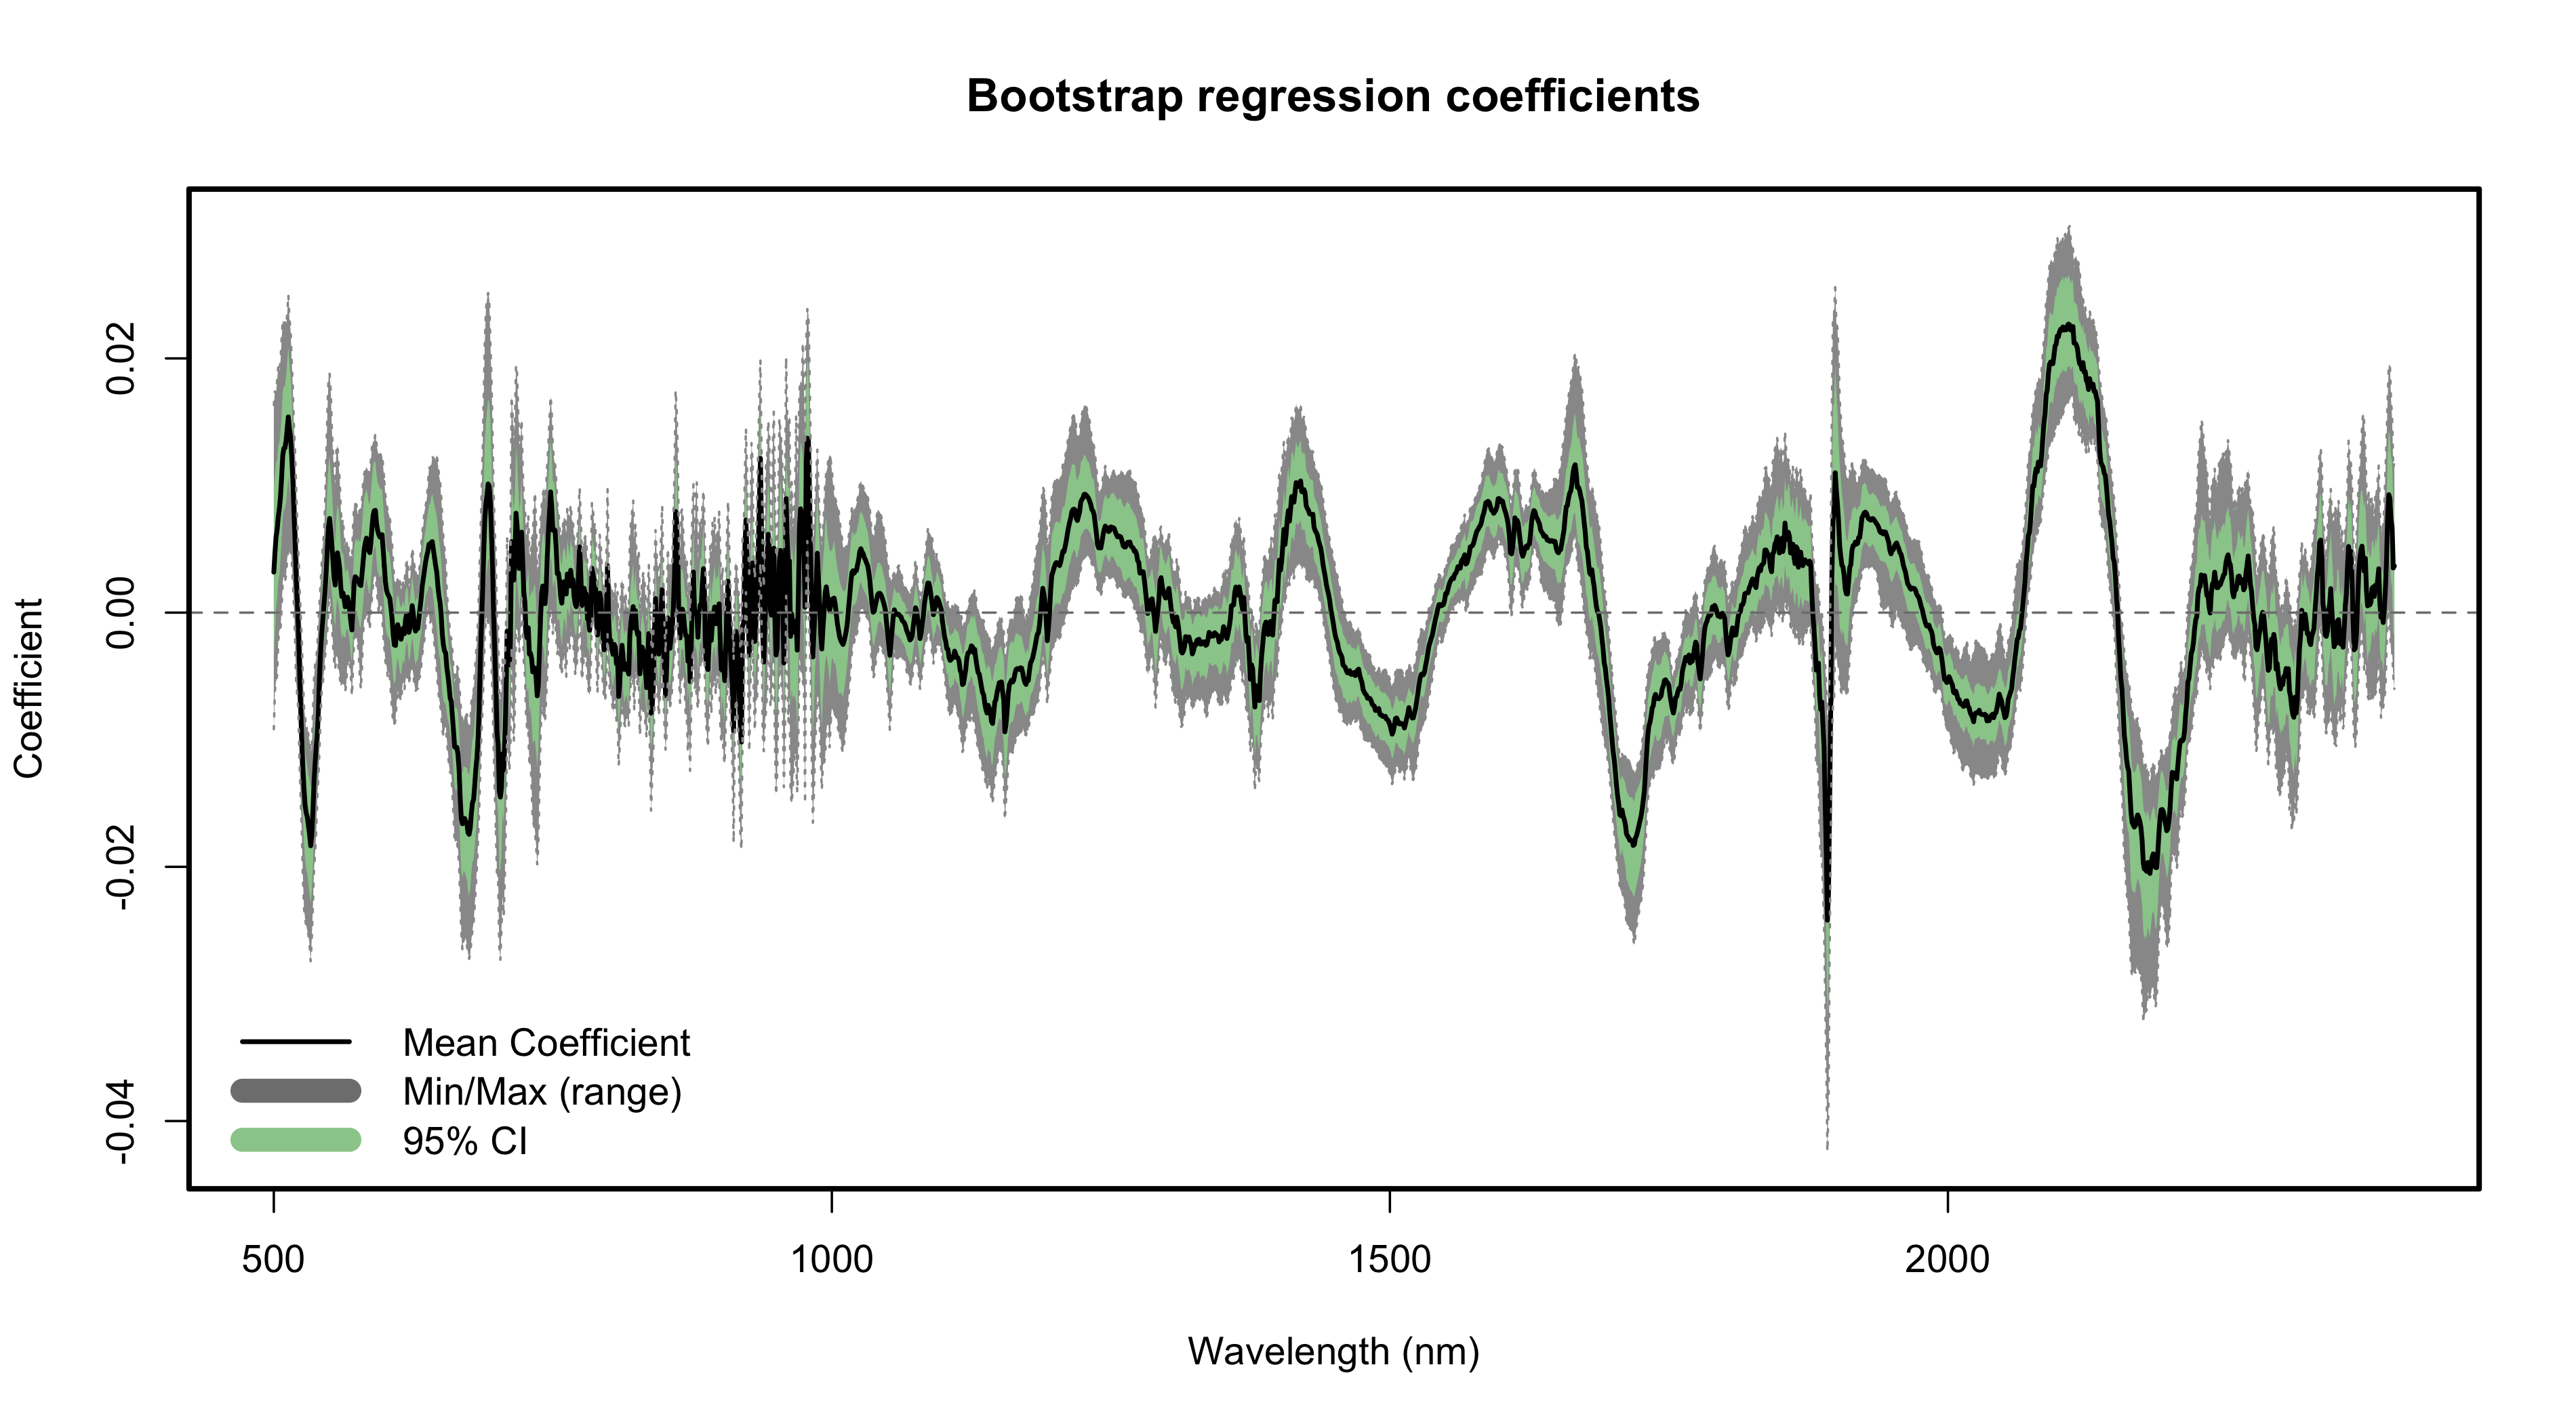 Bootstrap regression coefficients
Coefficient
0.02
0.00
-0.02
-0.04
Mean Coefficient
Min/Max (range)
95% CI
500
1000
1500
2000
Wavelength (nm)